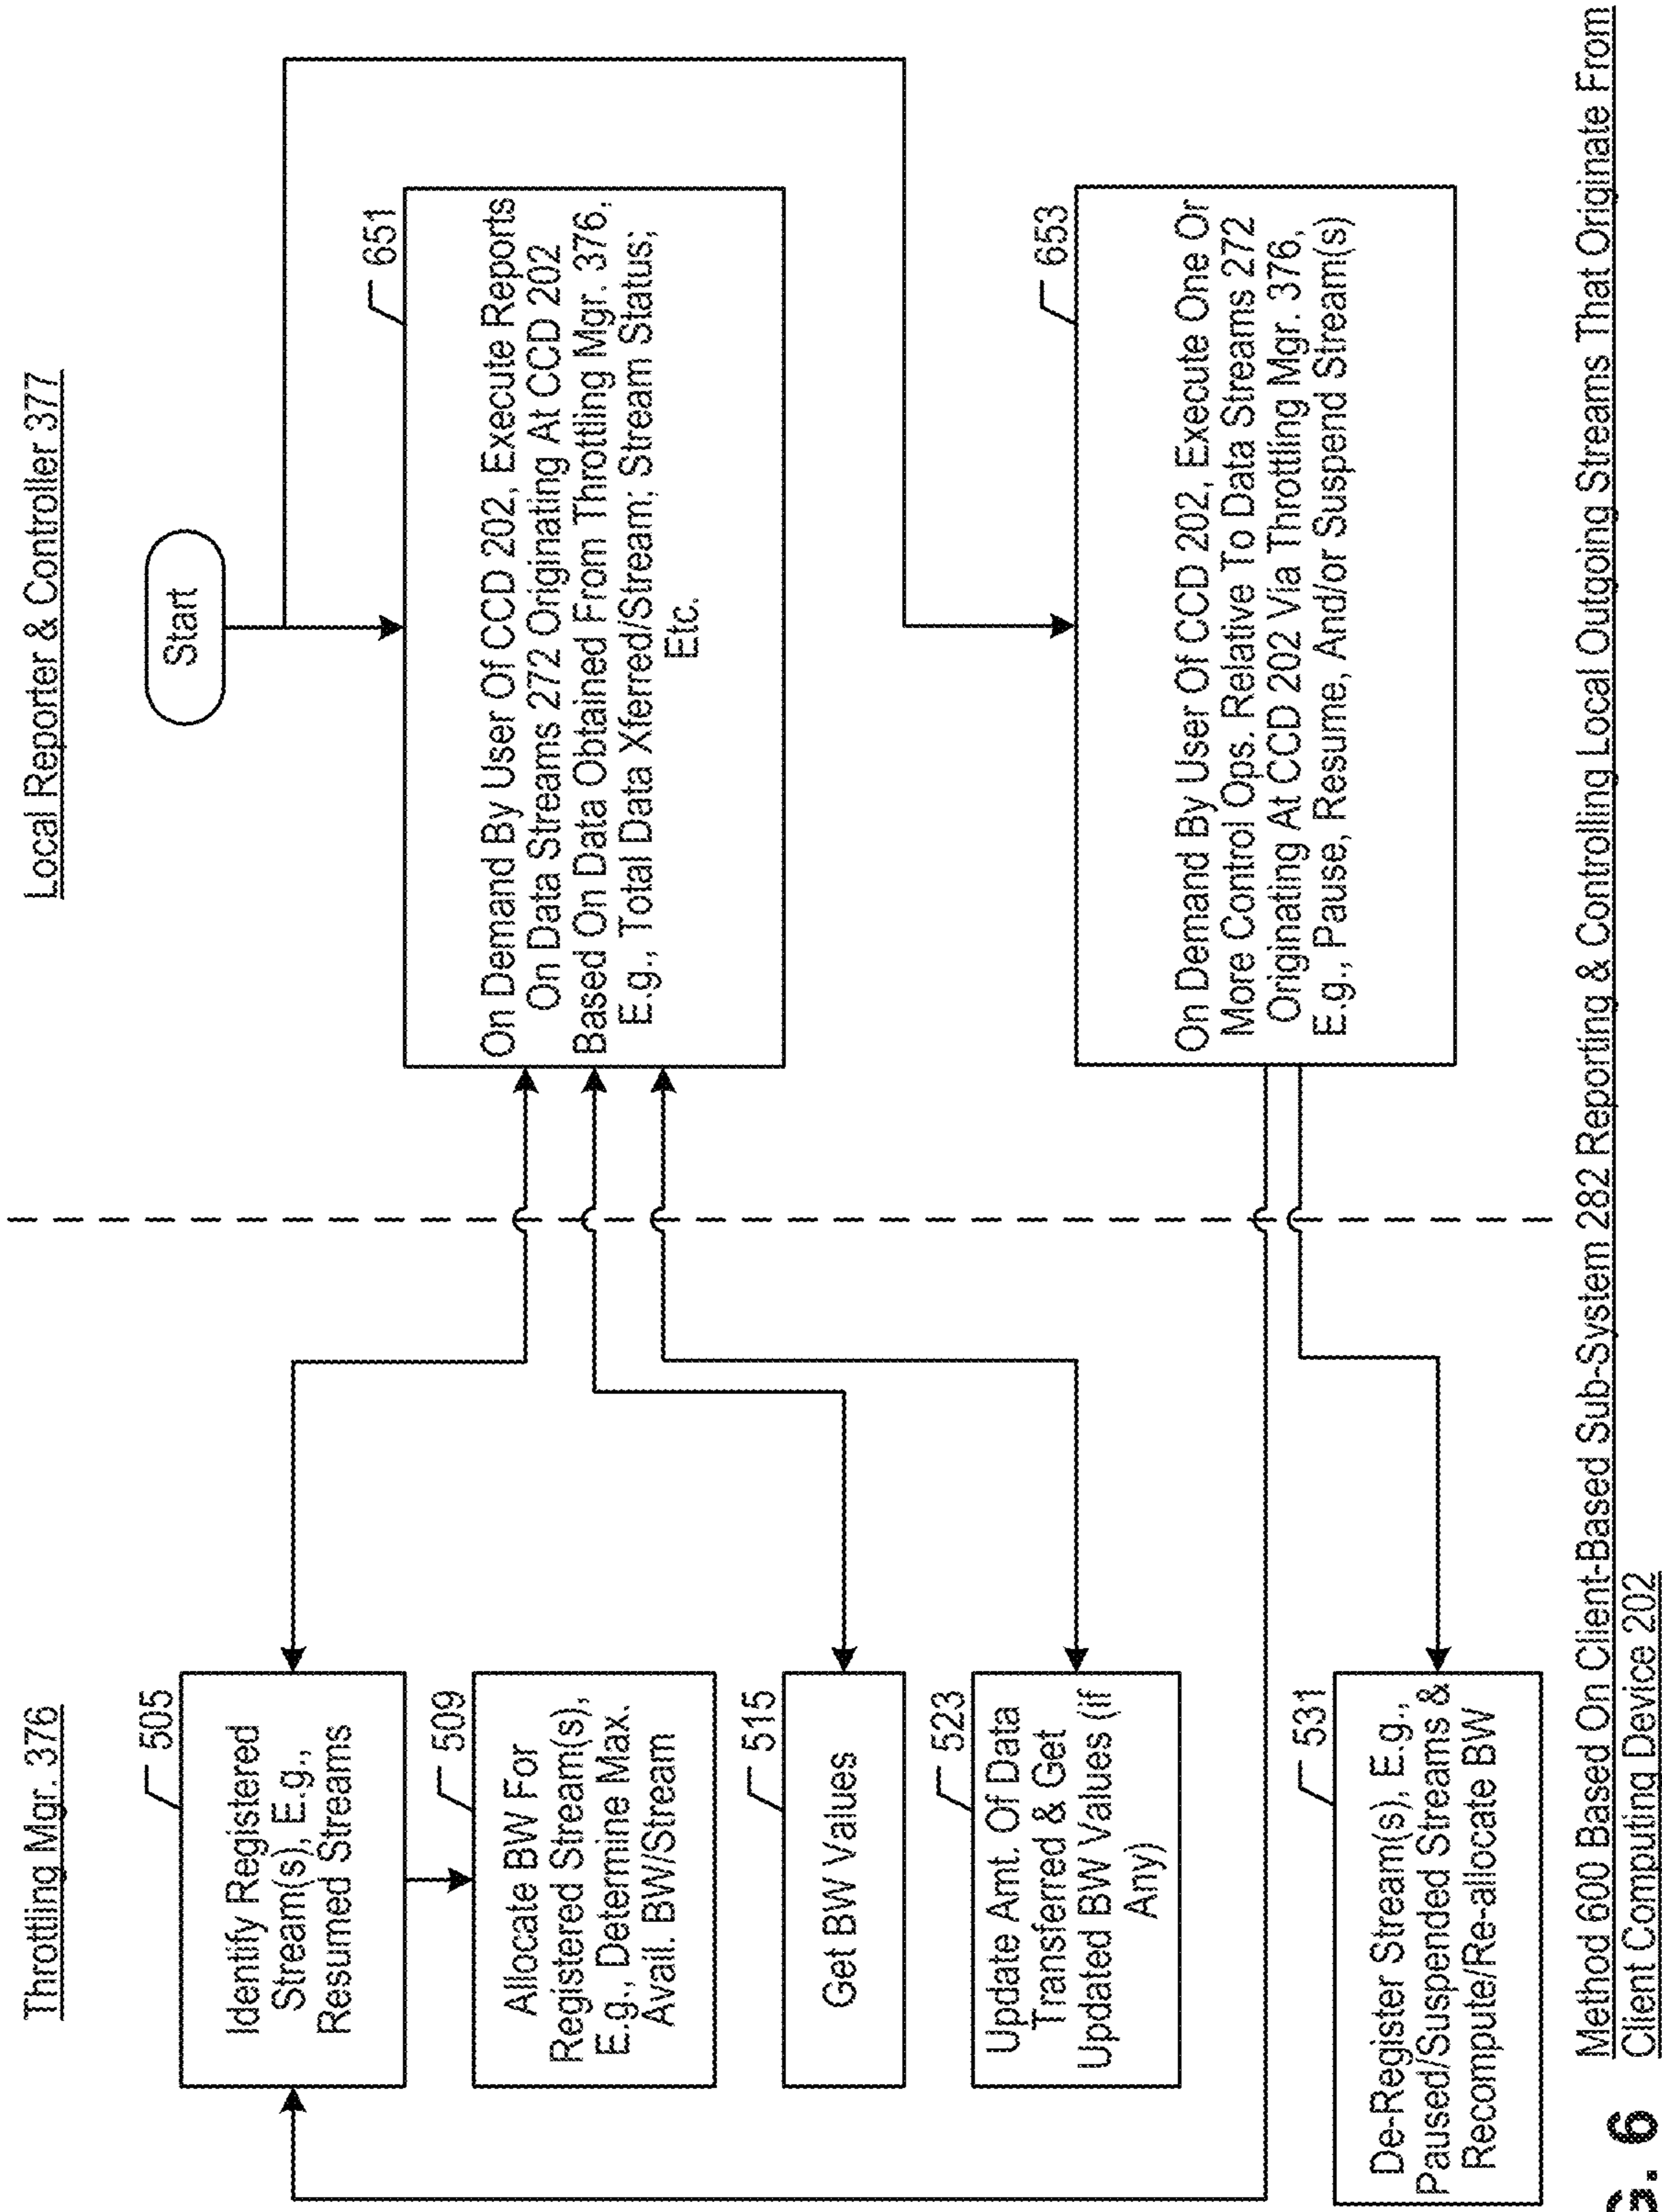 Throttling Mgr. 376
Local Reporter & Controller 377
505
Identify Registered
Stream(s), E.g.,
Resumed Streams
509
Allocate BW For
Registered Stream(s),
E.g., Determine Max.
Avail. BW/Stream
515
Get BW Values
523
Update Amt. Of Data
Transferred & Get
Updated BW Values (if
Any)
531
De-Register Stream(s), E.g.,
Paused/Suspended Streams &
Recompute/Re-allocate BW
Start
651
On Demand By User Of CCD 202, Execute Reports
On Data Streams 272 Originating At CCD 202
Based On Data Obtained From Throttling Mgr. 376.
E.g., Total Data Xferred/Stream; Stream Status;
Etc.
653
On Demand By User Of CCD 202, Execute One Or
More Control Ops. Relative To Data Streams 272
Originating At CCD 202 Via Throttling Mgr. 376,
E.g., Pause, Resume, And/or Suspend Stream(s)
G. 6
Method 600 Based On Client-Based Sub-System 282 Reporting & Controlling Local Outgoing Streams That Originate From
Client Computing Device 202